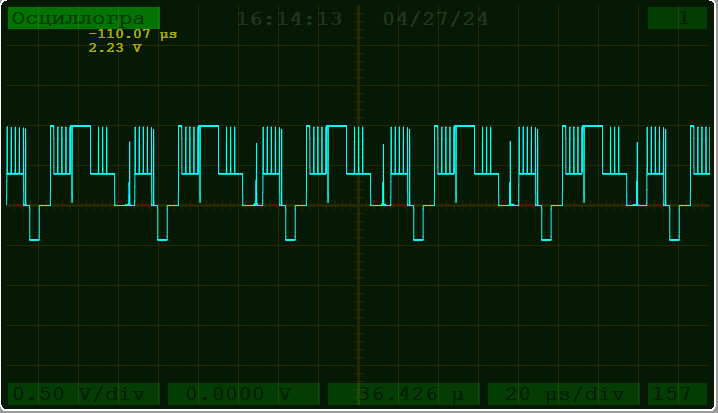 Осциллогра 16:14:13 04/27/24 1
-110.07 µs
2.23 V
0.50 V/div 0.0000 V 36.426 µ 20 µs/div 157